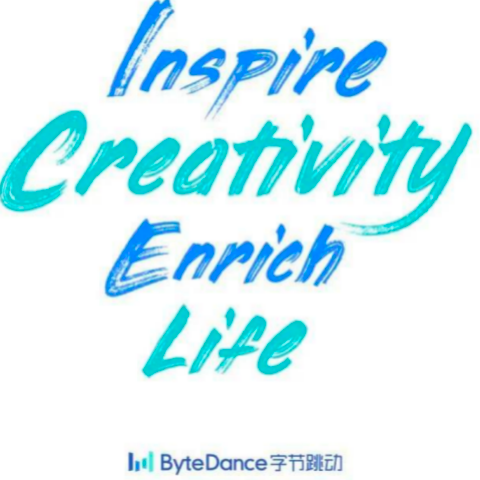 Inspire
Creativity
Enrich
Life
ByteDance字节跳动